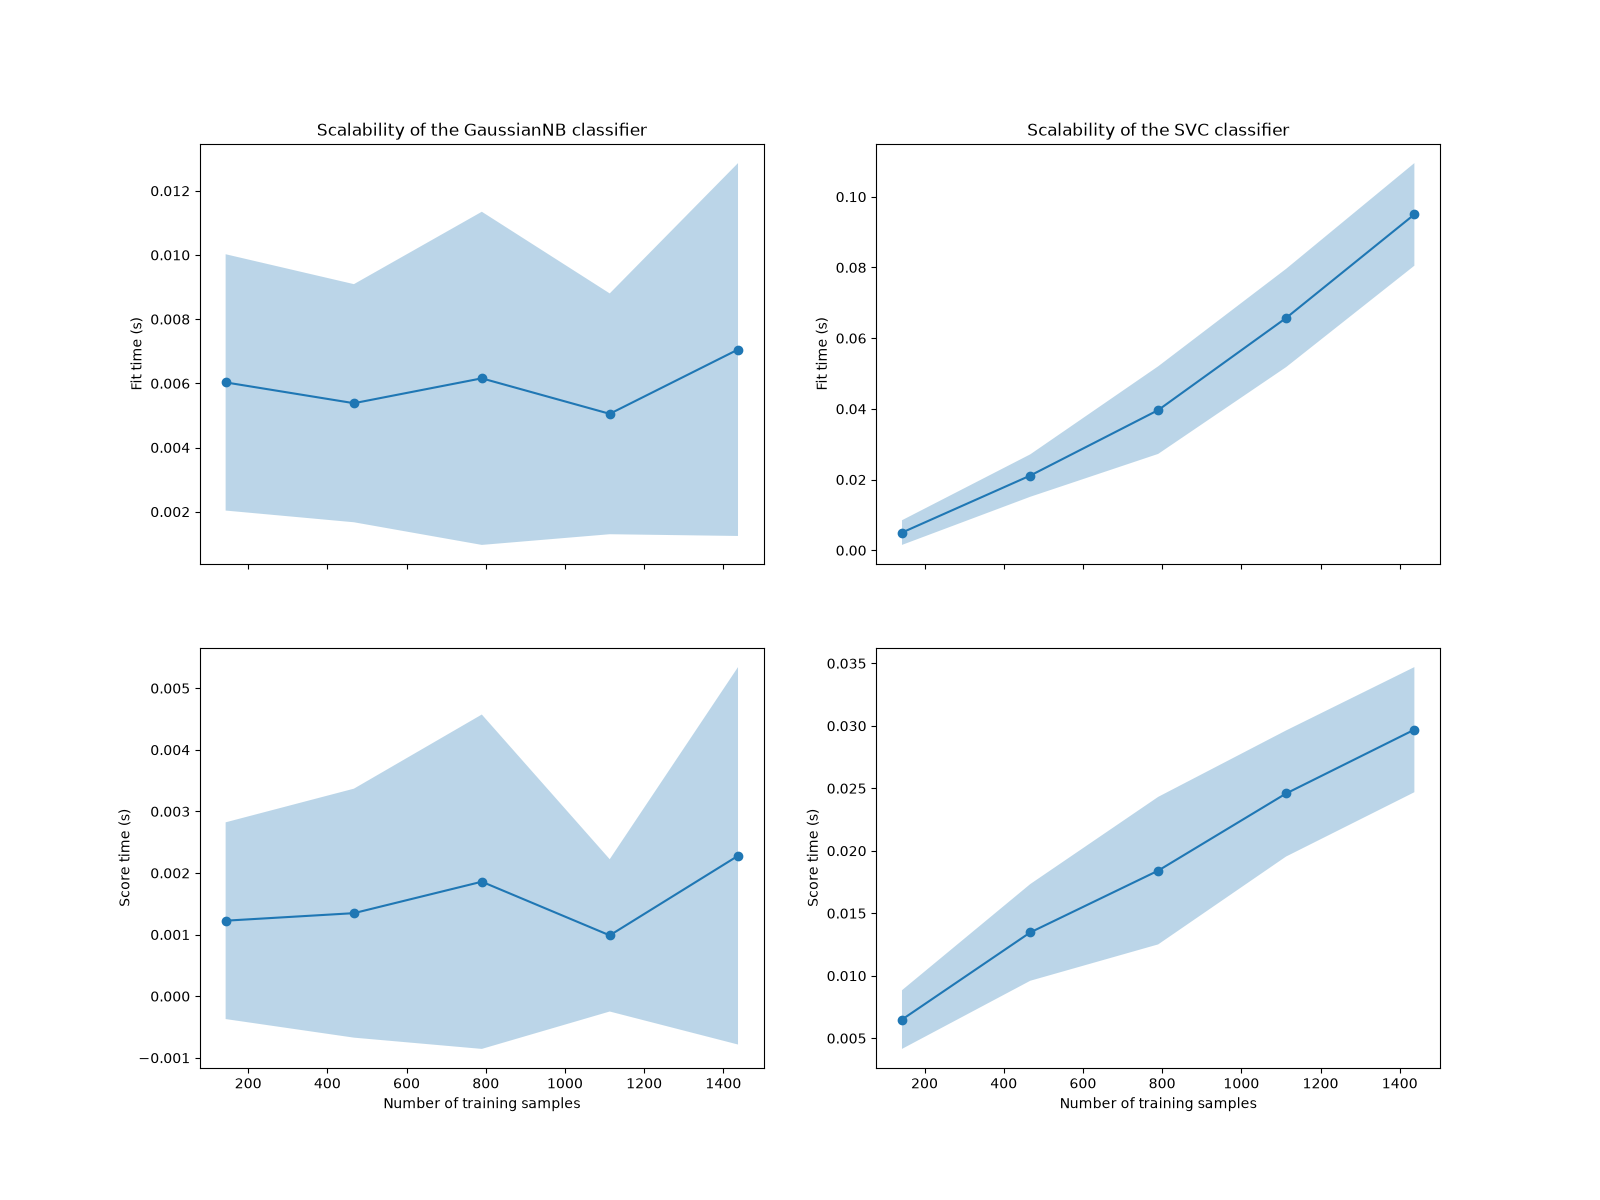 Scalability of the GaussianNB classifier
0.012
0.010
0.008
0.006
0.004
0.002
Fit time (s)
Scalability of the SVC classifier
0.10
0.08
0.06
0.04
0.02
0.00
Fit time (s)
0.005
0.004
0.003
0.002
0.001
0.000
−0.001
Score time (s)
200 400 600 800 1000 1200 1400
Number of training samples
0.035
0.030
0.025
0.020
0.015
0.010
0.005
Score time (s)
200 400 600 800 1000 1200 1400
Number of training samples